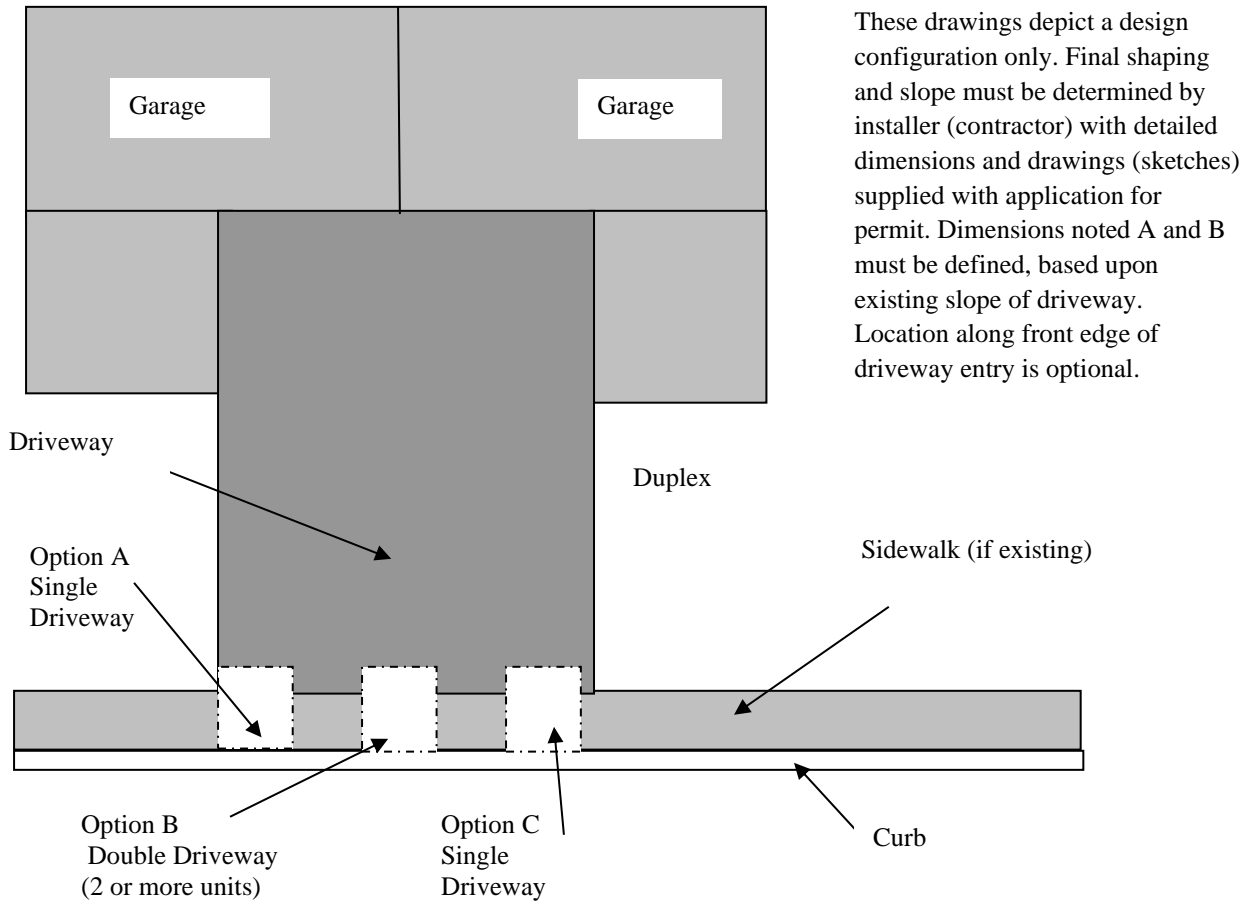 These drawings depict a design
configuration only. Final shaping
and slope must be determined by
installer (contractor) with detailed
dimensions and drawings (sketches)
supplied with application for
permit. Dimensions noted A and B
must be defined, based upon
existing slope of driveway.
Location along front edge of
driveway entry is optional.
Garage
Garage
Driveway
Duplex
Option A
Single
Driveway
Sidewalk (if existing)
Option B
Double Driveway
(2 or more units)
Option C
Single
Driveway
Curb